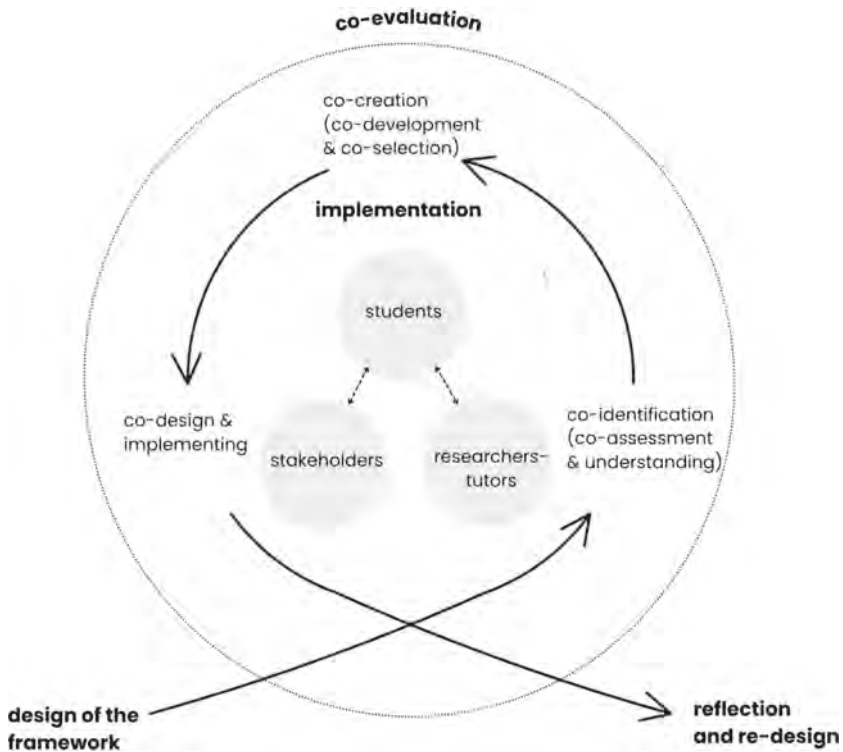 co-evaluation
co-creation
(co-development
& co-selection)
implementation
students
co-design &
implementing
stakeholders
researchers-
tutors
co-identification
(co-assessment
& understanding)
design of the
framework
reflection
and re-design